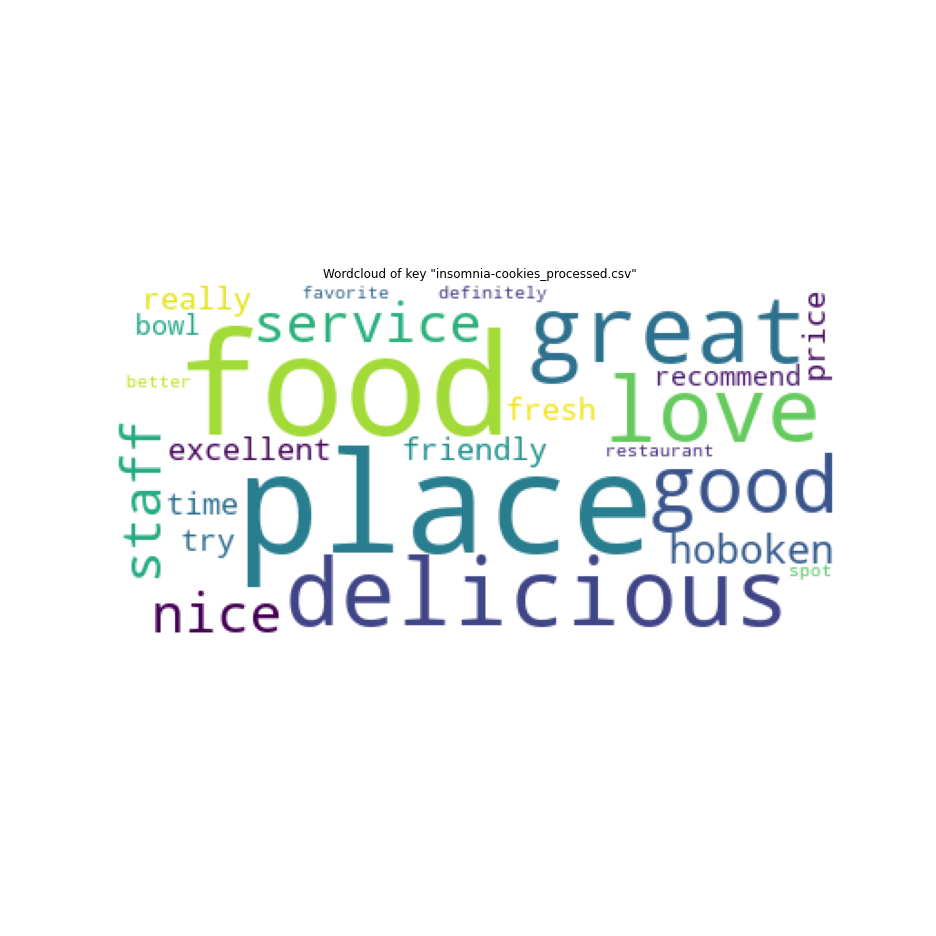 Wordcloud of key "insomnia-cookies_processed.csv"
really
favorite
definitely
bowl
service
great
price
food
better
fresh
recommend
love
staff
excellent
friendly
restaurant
time
place
good
try
hoboken
spot
nice
delicious